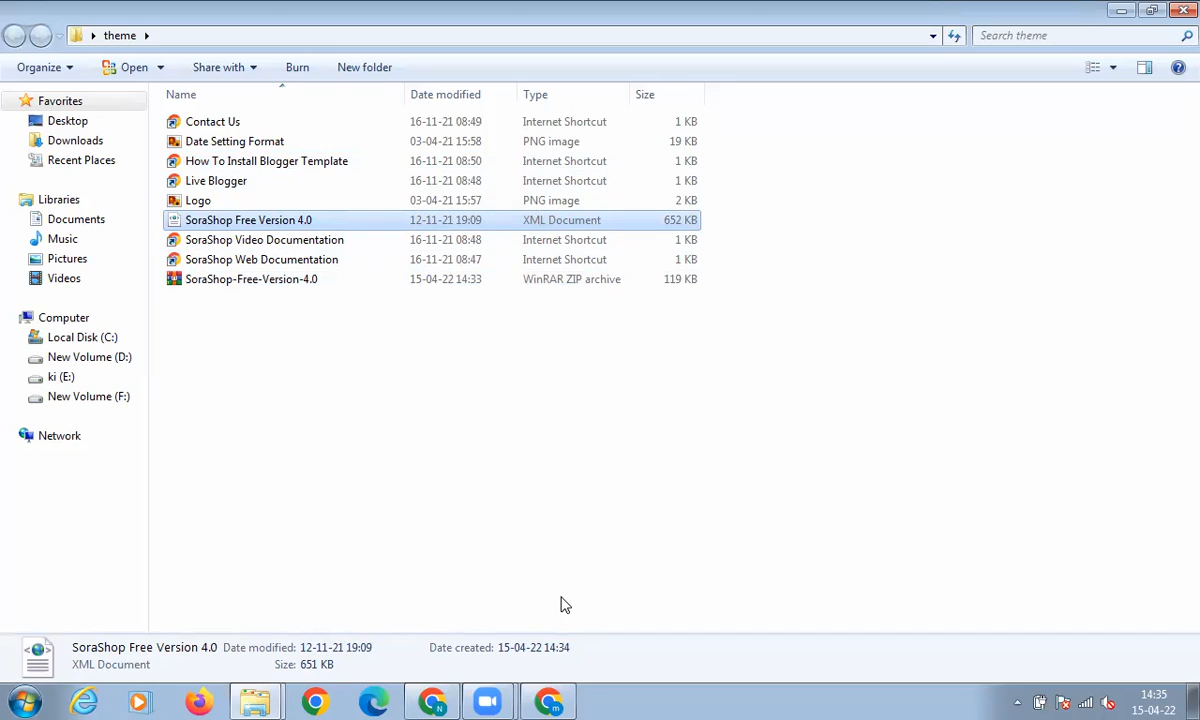 theme
Search theme
Organize Open Share with Burn New folder
Name Date modified Type Size
Favorites
Desktop
Downloads
Recent Places
Libraries
Documents
Music
Pictures
Videos
Computer
Local Disk (C:)
New Volume (D:)
ki (E:)
New Volume (F:)
Network
Contact Us 16-11-21 08:49 Internet Shortcut 1 KB
Date Setting Format 03-04-21 15:58 PNG image 19 KB
How To Install Blogger Template 16-11-21 08:50 Internet Shortcut 1 KB
Live Blogger 16-11-21 08:48 Internet Shortcut 1 KB
Logo 03-04-21 15:57 PNG image 2 KB
SoraShop Free Version 4.0 12-11-21 19:09 XML Document 652 KB
SoraShop Video Documentation 16-11-21 08:48 Internet Shortcut 1 KB
SoraShop Web Documentation 16-11-21 08:47 Internet Shortcut 1 KB
SoraShop-Free-Version-4.0 15-04-22 14:33 WinRAR ZIP archive 119 KB
SoraShop Free Version 4.0 Date modified: 12-11-21 19:09 Date created: 15-04-22 14:34
XML Document Size: 651 KB
N
m
14:35
15-04-22